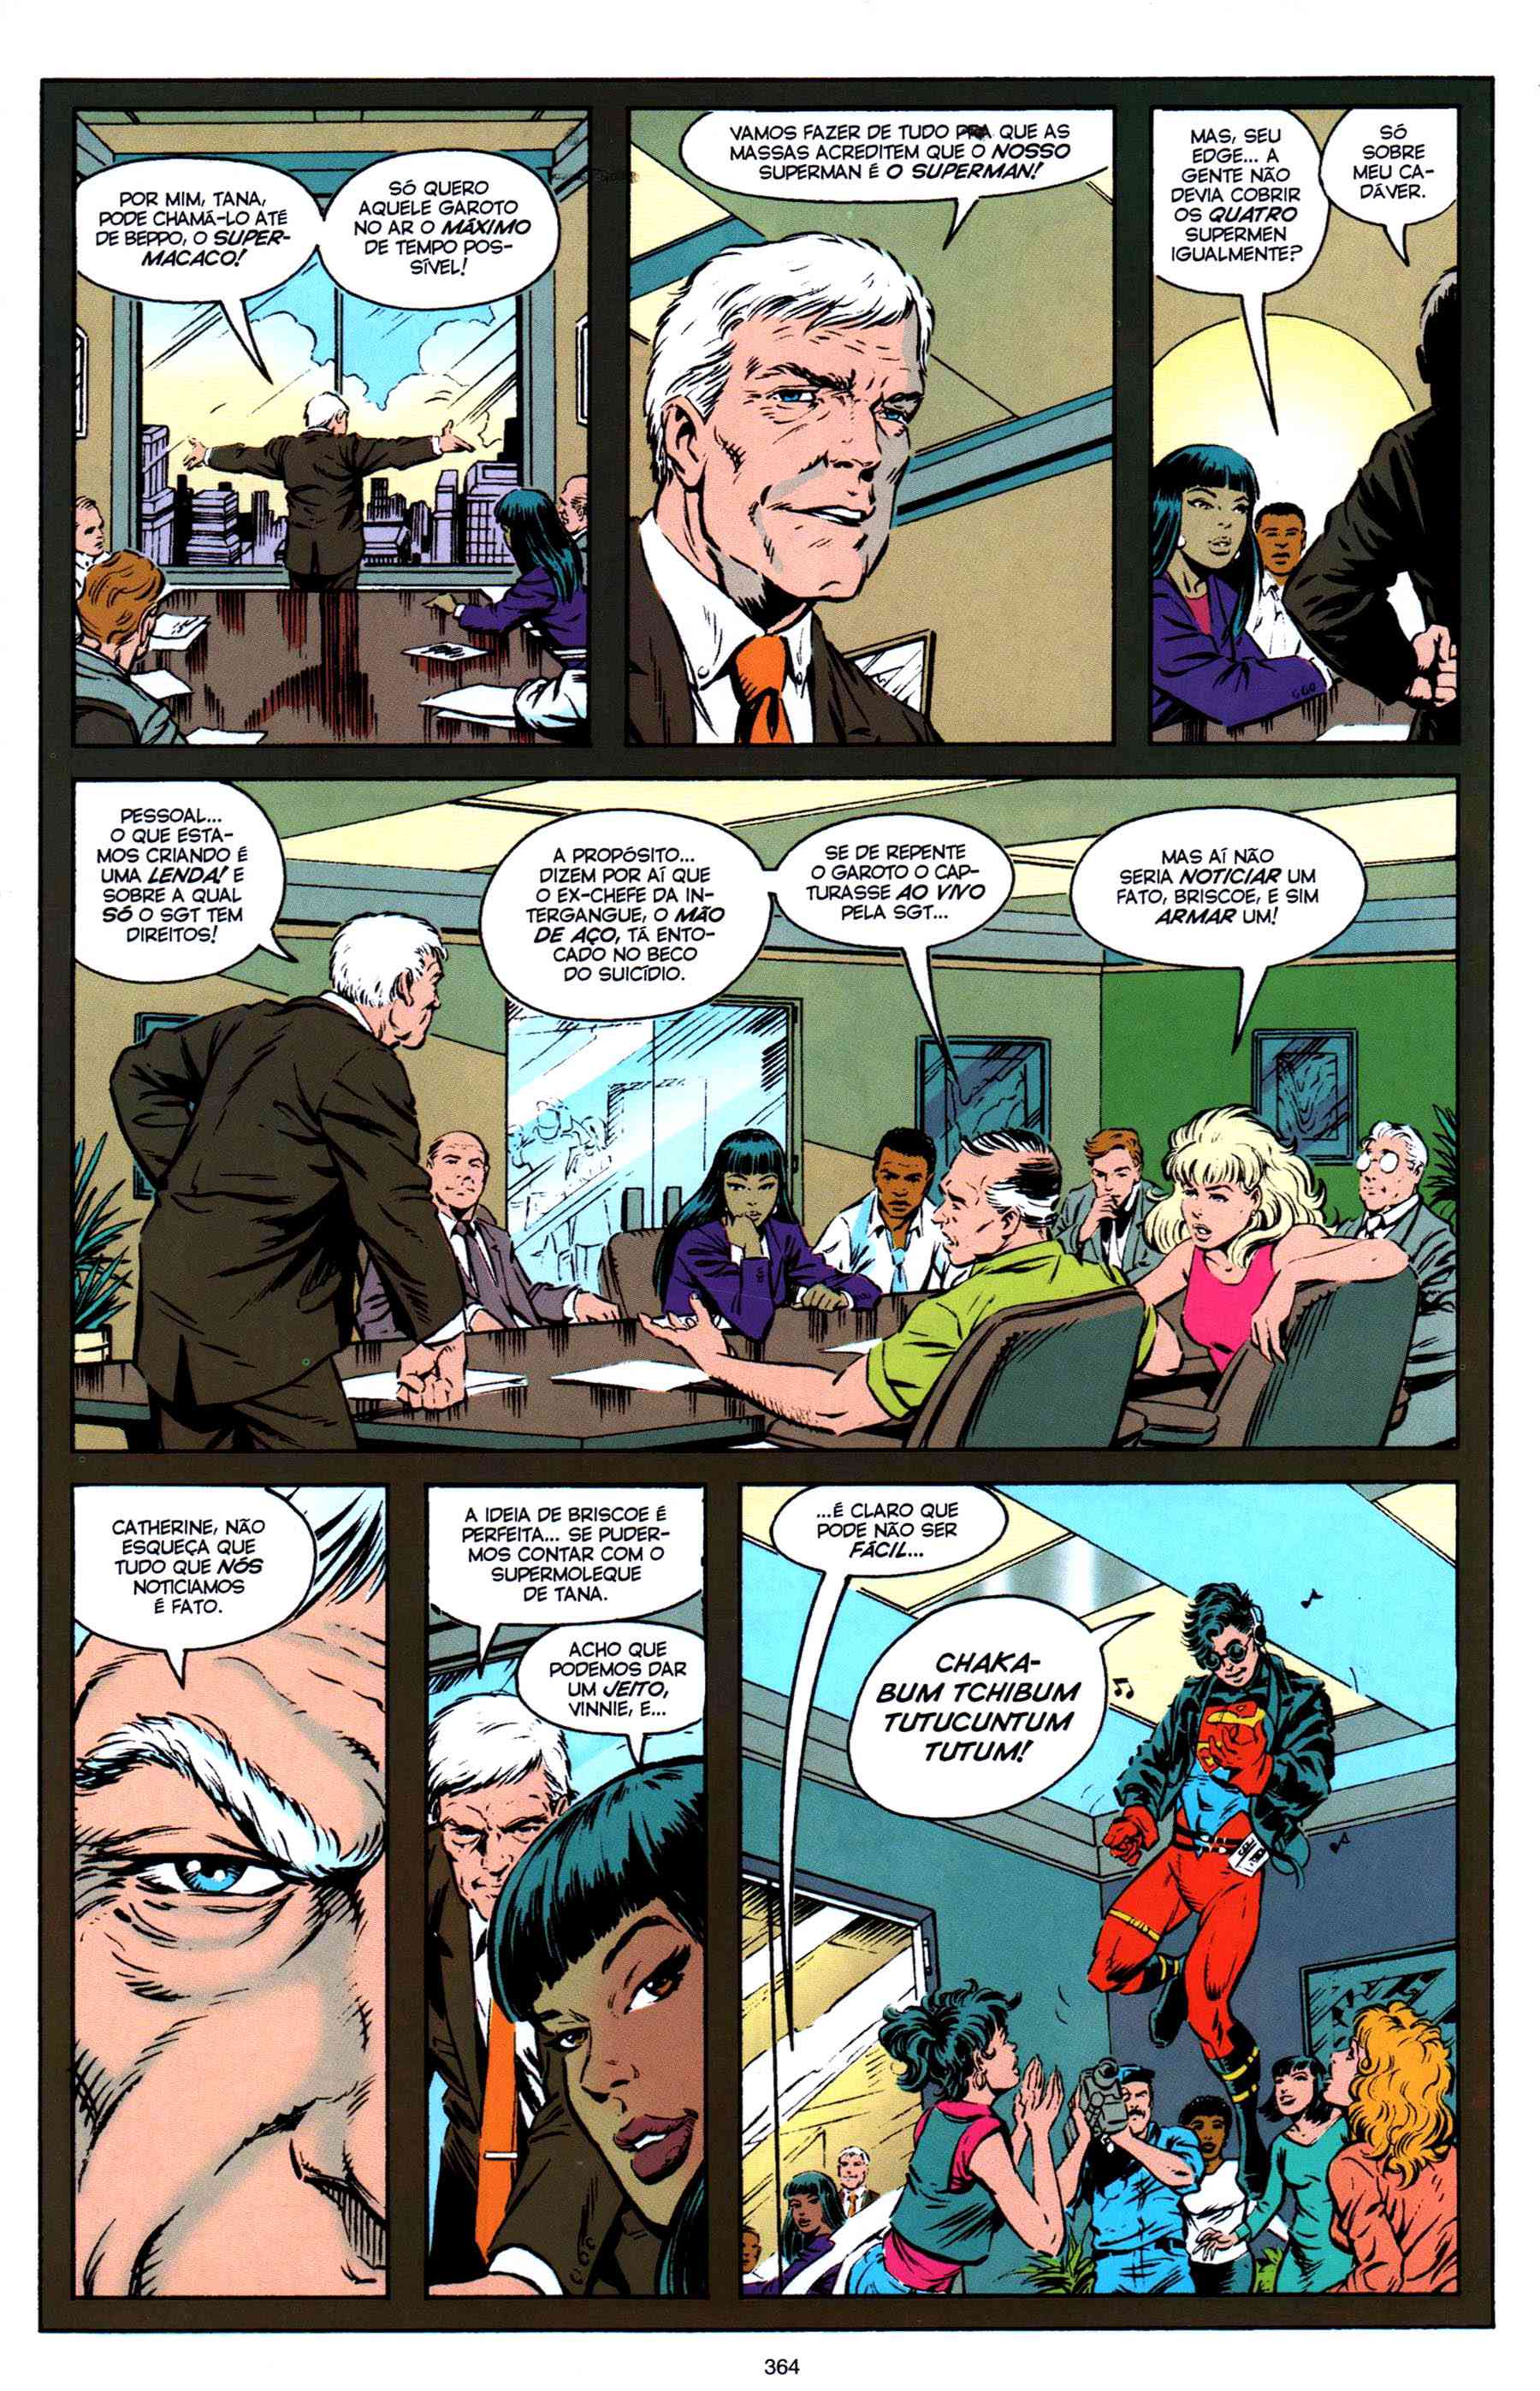 POR MIM, TANA,
PODE CHAMÁ-LO ATÉ
DE BEPPO, O SUPER-
MACACO!
SÓ QUERO
AQUELE GAROTO
NO AR O MÁXIMO
DE TEMPO POS-
SÍVEL!
VAMOS FAZER DE TUDO PRA QUE AS
MASSAS ACREDITEM QUE O NOSSO
SUPERMAN É O SUPERMAN!
MAS, SEU
EDGE... A
GENTE NÃO
DEVIA COBRIR
OS QUATRO
SUPERMEN
IGUALMENTE?
SÓ
SOBRE
MEU CA-
DÁVER.
PESSOAL...
O QUE ESTA-
MOS CRIANDO É
UMA LENDA! E
SOBRE A QUAL
SÓ O SGT TEM
DIREITOS!
A PROPÓSITO...
DIZEM POR AÍ QUE
O EX-CHEFE DA IN-
TERGANGUE, O MÃO
DE AÇO, TÁ ENTO-
CADO NO BECO
DO SUICÍDIO.
SE DE REPENTE
O GAROTO O CAP-
TURASSE AO VIVO
PELA SGT...
MAS AÍ NÃO
SERIA NOTICIAR UM
FATO, BRISCOE, E SIM
ARMAR UM!
CATHERINE, NÃO
ESQUEÇA QUE
TUDO QUE NÓS
NOTICIAMOS
É FATO.
A IDEIA DE BRISCOE É
PERFEITA... SE PUDER-
MOS CONTAR COM O
SUPERMOLEQUE
DE TANA.
ACHO QUE
PODEMOS DAR
UM JEITO,
VINNIE, E...
...É CLARO QUE
PODE NÃO SER
FÁCIL...
CHAKA-
BUM TCHIBUM
TUTUCUNTUM
TUTUM!
364